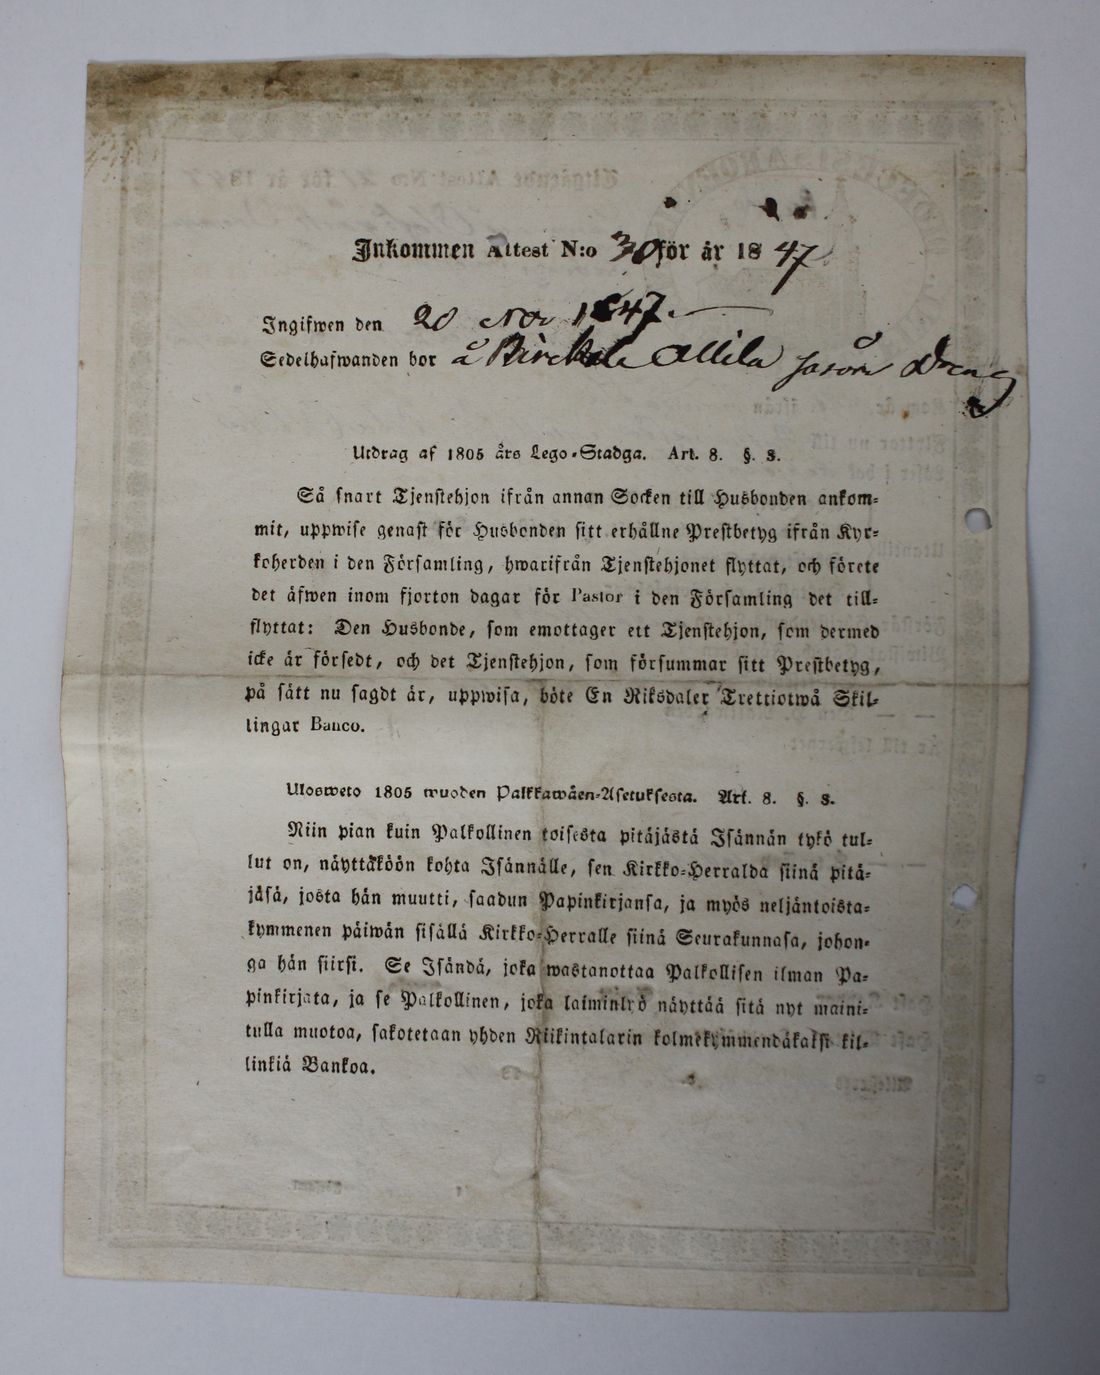 Inkommen Attest N:o 30 för år 1847
Ingifwen den 20 Nov 1847.
Sedelhafwanden bor å Attila såsom Dräng
Utdrag af 1805 års Lego-Stadga. Art. 8. §. 3.
Så snart Tjenstehjon ifrån annan Socken till Husbonden ankom-
mit, uppwise genast för Husbonden sitt erhållne Prestbetyg ifrån Kyr-
koherden i den Församling, hwarifrån Tjenstehjonet flyttat, och förete
det äfwen inom fjorton dagar för Pastor i den Församling det till-
flyttat: Den Husbonde, som emottager ett Tjenstehjon, som dermed
icke är försedt, och det Tjenstehjon, som försummar sitt Prestbetyg,
på sätt nu sagdt är, uppwisa, böte En Riksdaler Trettiotwå Skil-
lingar Banco.
Ulosweto 1805 wuoden Palkkawäen-Asetuksesta. Art. 8. §. 3.
Niin pian kuin Palkollinen toisesta pitäjästä Isännän tykö tul-
lut on, näyttäköön kohta Isännälle, sen Kirkko-Herralda siinä pitä-
jäsä, josta hän muutti, saadun Papinkirjansa, ja myös neljäntoista-
kymmenen päiwän sisällä Kirkko-Herralle siinä Seurakunnasa, johon-
ga hän siirsi. Se Isändä, joka wastanottaa Palkollisen ilman Pa-
pinkirjata, ja se Palkollinen, joka laiminlyö näyttää sitä nyt maini-
tulla muotoa, sakotetaan yhden Riikintalarin kolmekymmendäkaksi kil-
linkiä Bankoa.